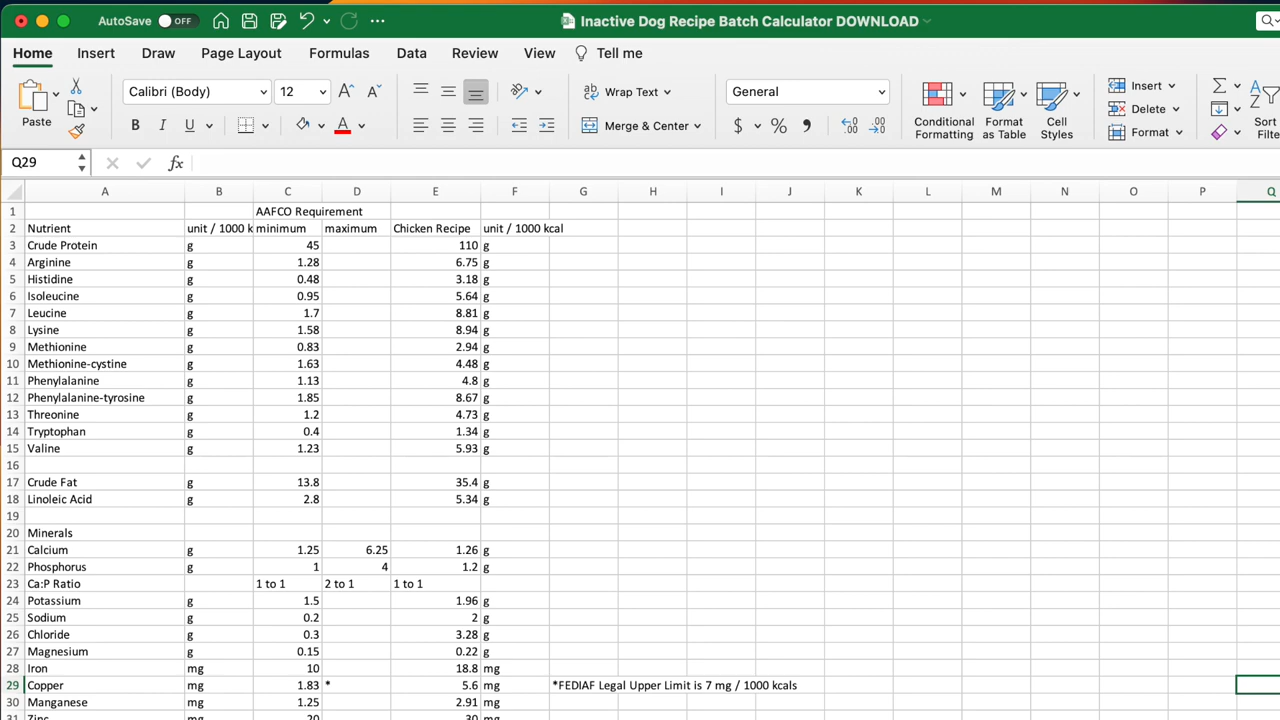 AutoSave OFF Inactive Dog Recipe Batch Calculator DOWNLOAD
Home Insert Draw Page Layout Formulas Data Review View Tell me
Paste Calibri (Body) 12 Wrap Text General Conditional Formatting Format as Table Cell Styles Insert Delete Format Sort
B I U A Merge & Center $ %
Q29 fx
A B C D E F G H I J K L M N O P Q
1 AAFCO Requirement
2 Nutrient unit / 1000 k minimum maximum Chicken Recipe unit / 1000 kcal
3 Crude Protein g 45 110 g
4 Arginine g 1.28 6.75 g
5 Histidine g 0.48 3.18 g
6 Isoleucine g 0.95 5.64 g
7 Leucine g 1.7 8.81 g
8 Lysine g 1.58 8.94 g
9 Methionine g 0.83 2.94 g
10 Methionine-cystine g 1.63 4.48 g
11 Phenylalanine g 1.13 4.8 g
12 Phenylalanine-tyrosine g 1.85 8.67 g
13 Threonine g 1.2 4.73 g
14 Tryptophan g 0.4 1.34 g
15 Valine g 1.23 5.93 g
16
17 Crude Fat g 13.8 35.4 g
18 Linoleic Acid g 2.8 5.34 g
19
20 Minerals
21 Calcium g 1.25 6.25 1.26 g
22 Phosphorus g 1 4 1.2 g
23 Ca:P Ratio 1 to 1 2 to 1 1 to 1
24 Potassium g 1.5 1.96 g
25 Sodium g 0.2 2 g
26 Chloride g 0.3 3.28 g
27 Magnesium g 0.15 0.22 g
28 Iron mg 10 18.8 mg
29 Copper mg 1.83 * 5.6 mg *FEDIAF Legal Upper Limit is 7 mg / 1000 kcals
30 Manganese mg 1.25 2.91 mg
31 Zinc mg 20 30 mg